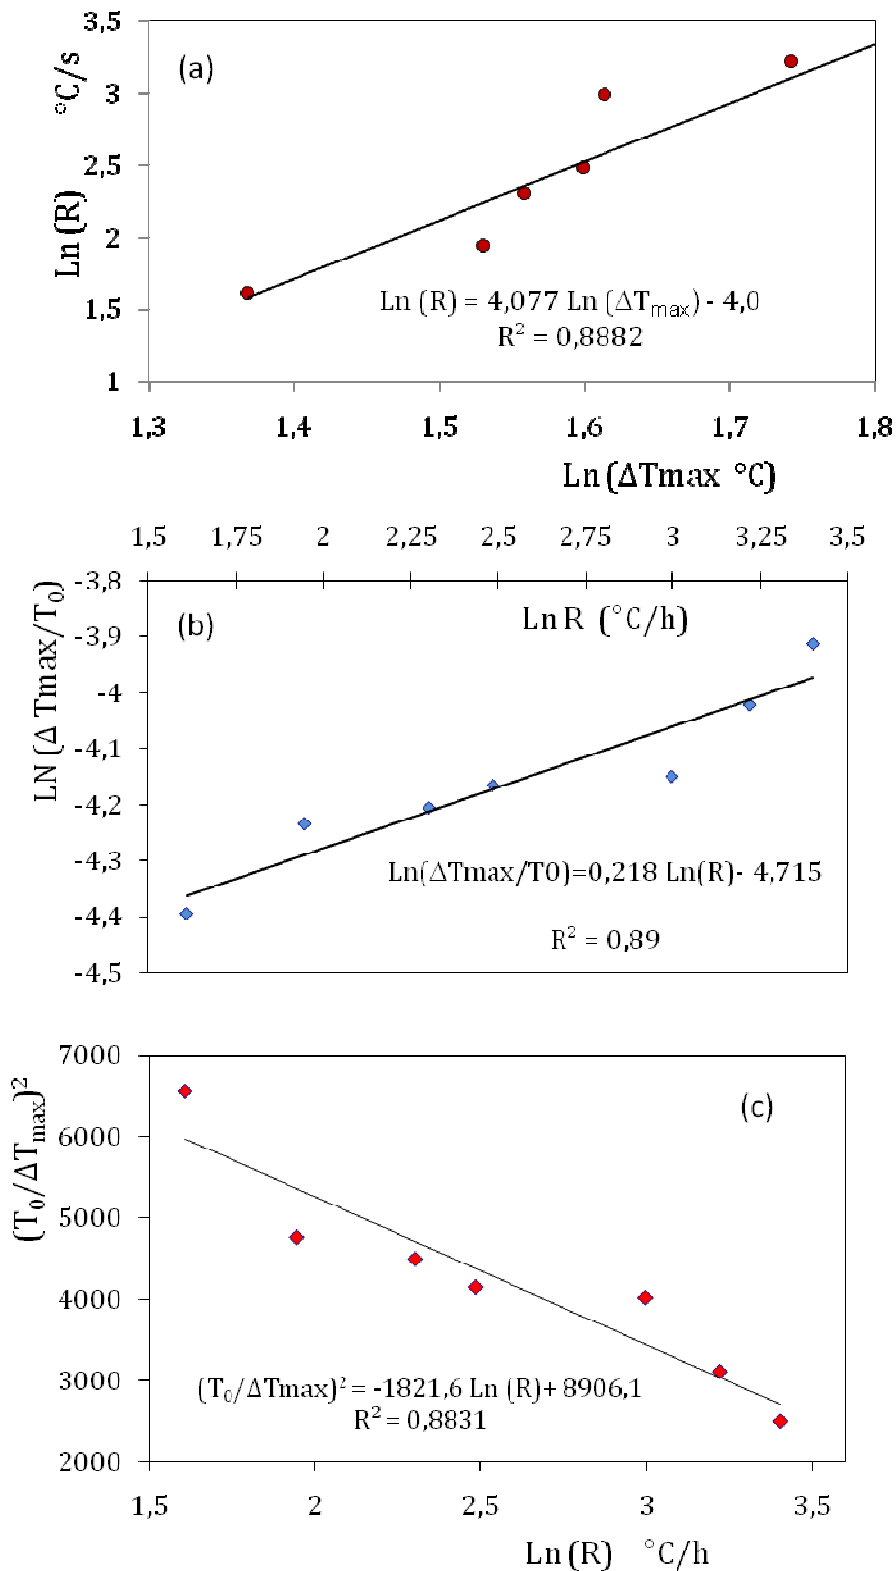 (a)
Ln (R) °C/s
3,5
3
2,5
2
1,5
1
Ln (R) = 4,077 Ln (ΔTmax) - 4,0
R² = 0,8882
1,3 1,4 1,5 1,6 1,7 1,8
Ln (ΔTmax °C)
1,5 1,75 2 2,25 2,5 2,75 3 3,25 3,5
Ln R (°C/h)
(b)
LN (Δ Tmax/T₀)
-3,8
-3,9
-4
-4,1
-4,2
-4,3
-4,4
-4,5
Ln(ΔTmax/T0)=0,218 Ln(R)- 4,715
R² = 0,89
(c)
(T₀/ΔTmax)²
7000
6000
5000
4000
3000
2000
(T₀/ΔTmax)² = -1821,6 Ln (R)+ 8906,1
R² = 0,8831
1,5 2 2,5 3 3,5
Ln (R) °C/h